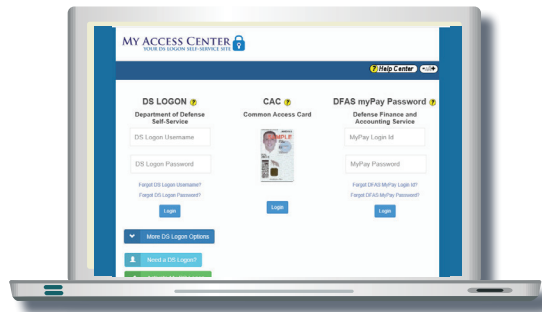 MY ACCESS CENTER
YOUR DS LOGON SELF-SERVICE SITE
? Help Center
DS LOGON ?
Department of Defense
Self-Service
DS Logon Username
DS Logon Password
Forgot DS Logon Username?
Forgot DS Logon Password?
Login
More DS Logon Options
Need a DS Logon?
CAC ?
Common Access Card
Login
DFAS myPay Password ?
Defense Finance and
Accounting Service
MyPay Login Id
MyPay Password
Forgot DFAS MyPay Login Id?
Forgot DFAS MyPay Password?
Login